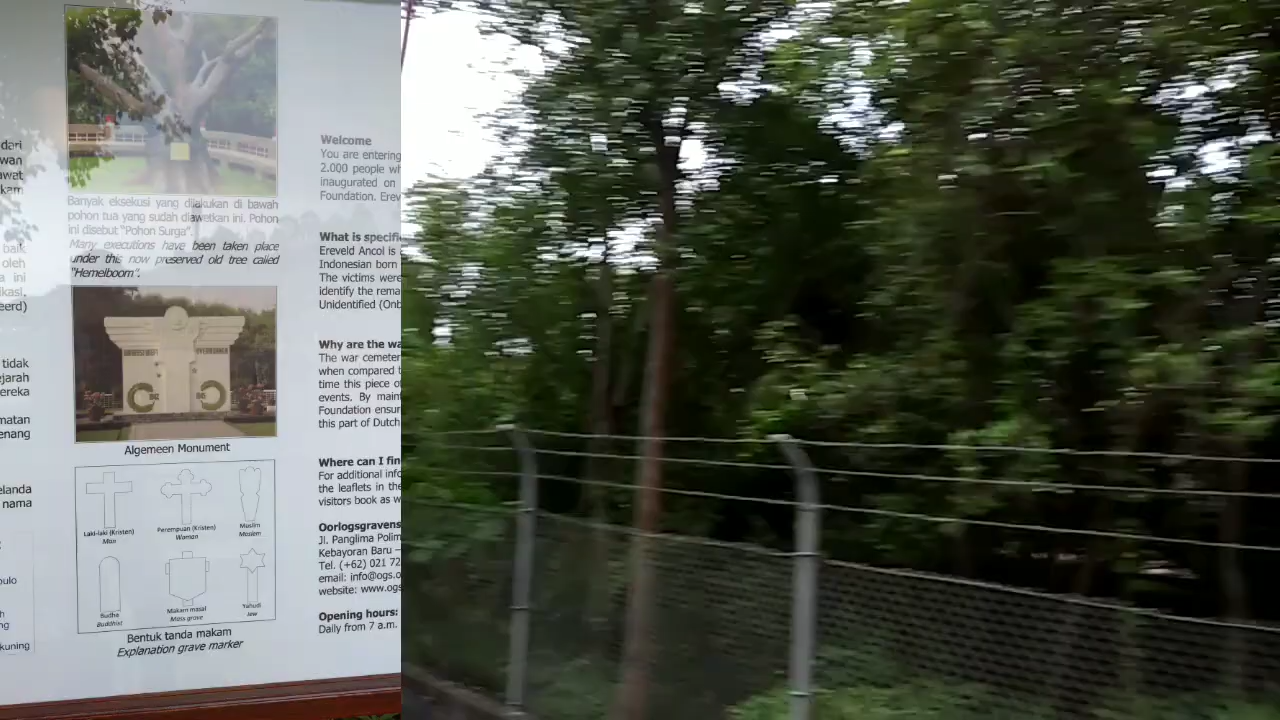 dari
wan
awat
kam
baik
oleh
a ini
ikasi,
eerd)
tidak
ejarah
ereka
matan
enang
elanda
nama
:
pulo
h
ng
kuning
Banyak eksekusi yang dilakukan di bawah
pohon tua yang sudah diawetkan ini. Pohon
ini disebut "Pohon Surga".
Many executions have been taken place
under this now preserved old tree called
"Hemelboom".
Algemeen Monument
Laki-laki (Kristen)
Man
Perempuan (Kristen)
Woman
Muslim
Moslem
Budha
Buddhist
Makam masal
Mass grave
Yahudi
Jew
Bentuk tanda makam
Explanation grave marker
Welcome
You are entering
2.000 people wh
inaugurated on
Foundation. Erev
What is specifi
Ereveld Ancol is
Indonesian born
The victims were
identify the rema
Unidentified (Onb
Why are the wa
The war cemeter
when compared t
time this piece o
events. By maint
Foundation ensur
this part of Dutch
Where can I fin
For additional info
the leaflets in the
visitors book as w
Oorlogsgravens
Jl. Panglima Polim
Kebayoran Baru –
Tel. (+62) 021 72
email: info@ogs.o
website: www.ogs
Opening hours:
Daily from 7 a.m.